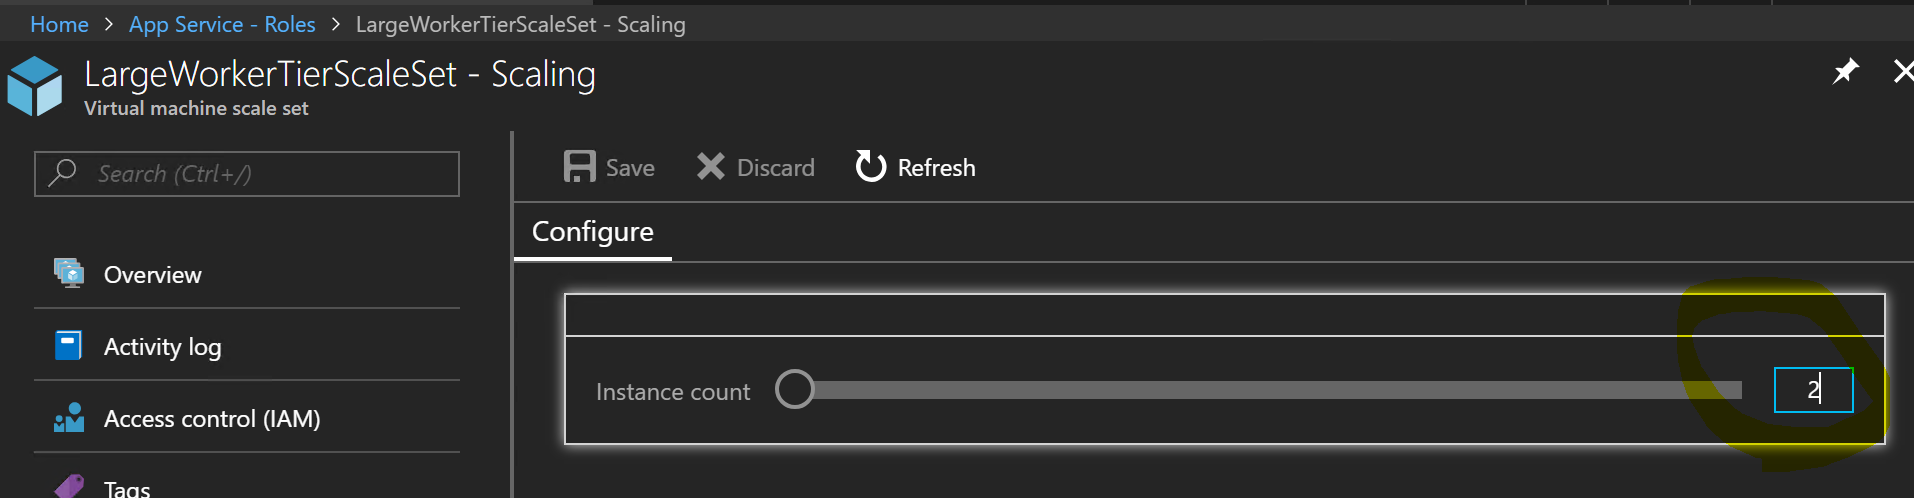 Home > App Service - Roles > LargeWorkerTierScaleSet - Scaling
LargeWorkerTierScaleSet - Scaling
Virtual machine scale set
Search (Ctrl+/)
Save Discard Refresh
Configure
Overview
Activity log
Instance count 2
Access control (IAM)
Tags